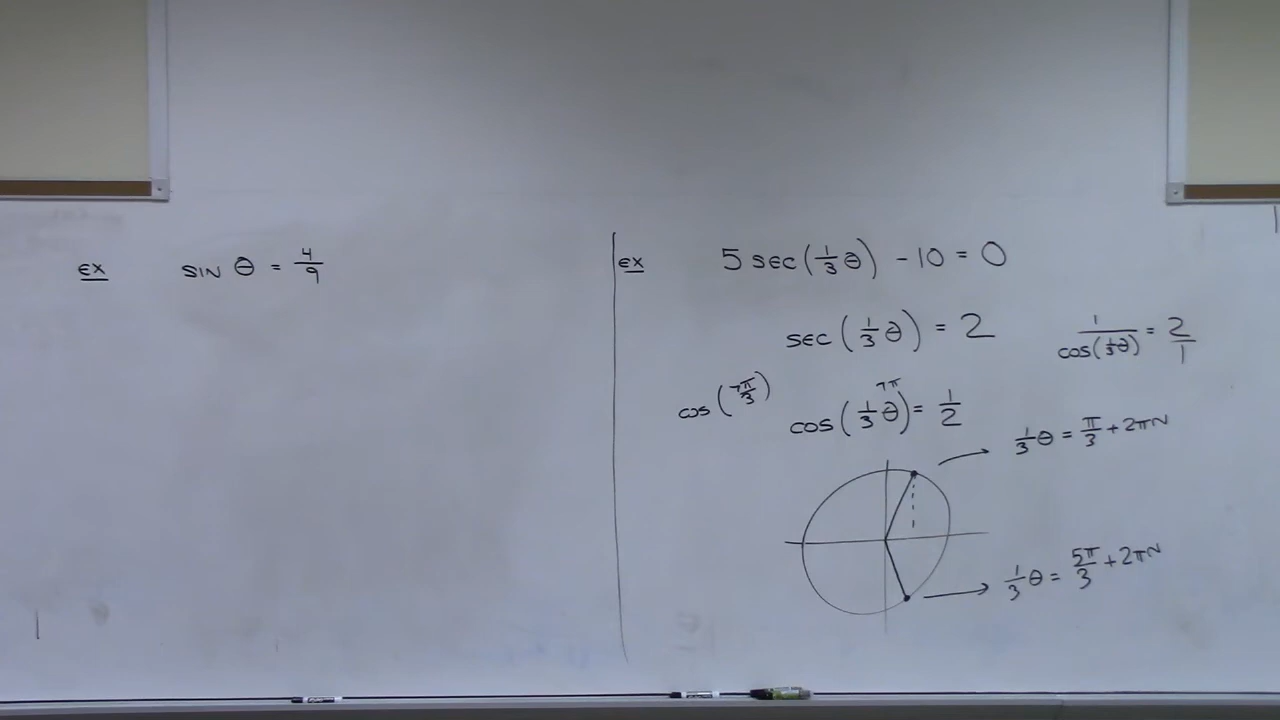 ex sin θ = 4/9
ex 5 sec(1/3 θ) - 10 = 0
sec(1/3 θ) = 2
1/cos(1/3 θ) = 2/1
cos(7π/3)
7π
cos(1/3 θ) = 1/2
1/3 θ = π/3 + 2πN
1/3 θ = 5π/3 + 2πN